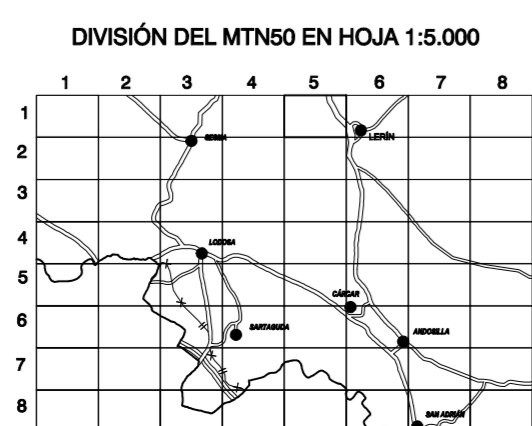 DIVISIÓN DEL MTN50 EN HOJA 1:5.000
1 2 3 4 5 6 7 8
1
LERÍN
SESMA
2
3
4
LODOSA
5
CÁRCAR
6
SARTAGUDA
ANDOSILLA
7
8
SAN ADRIÁN